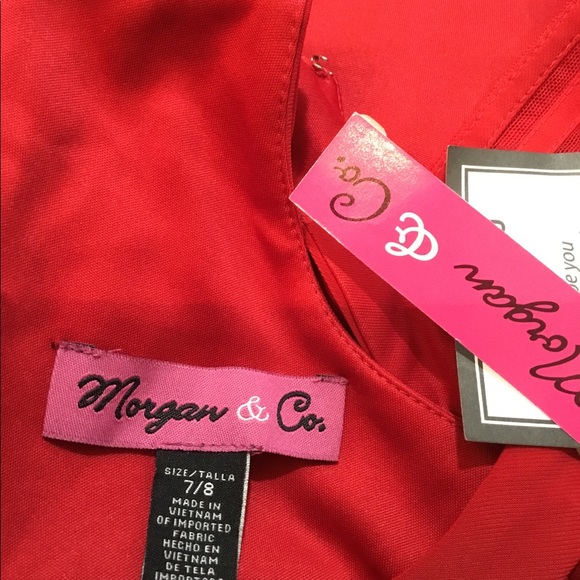 Morgan & Co.
Morgan & Co.
SIZE/TALLA
7/8
MADE IN
VIETNAM
OF IMPORTED
FABRIC
HECHO EN
VIETNAM
DE TELA
you